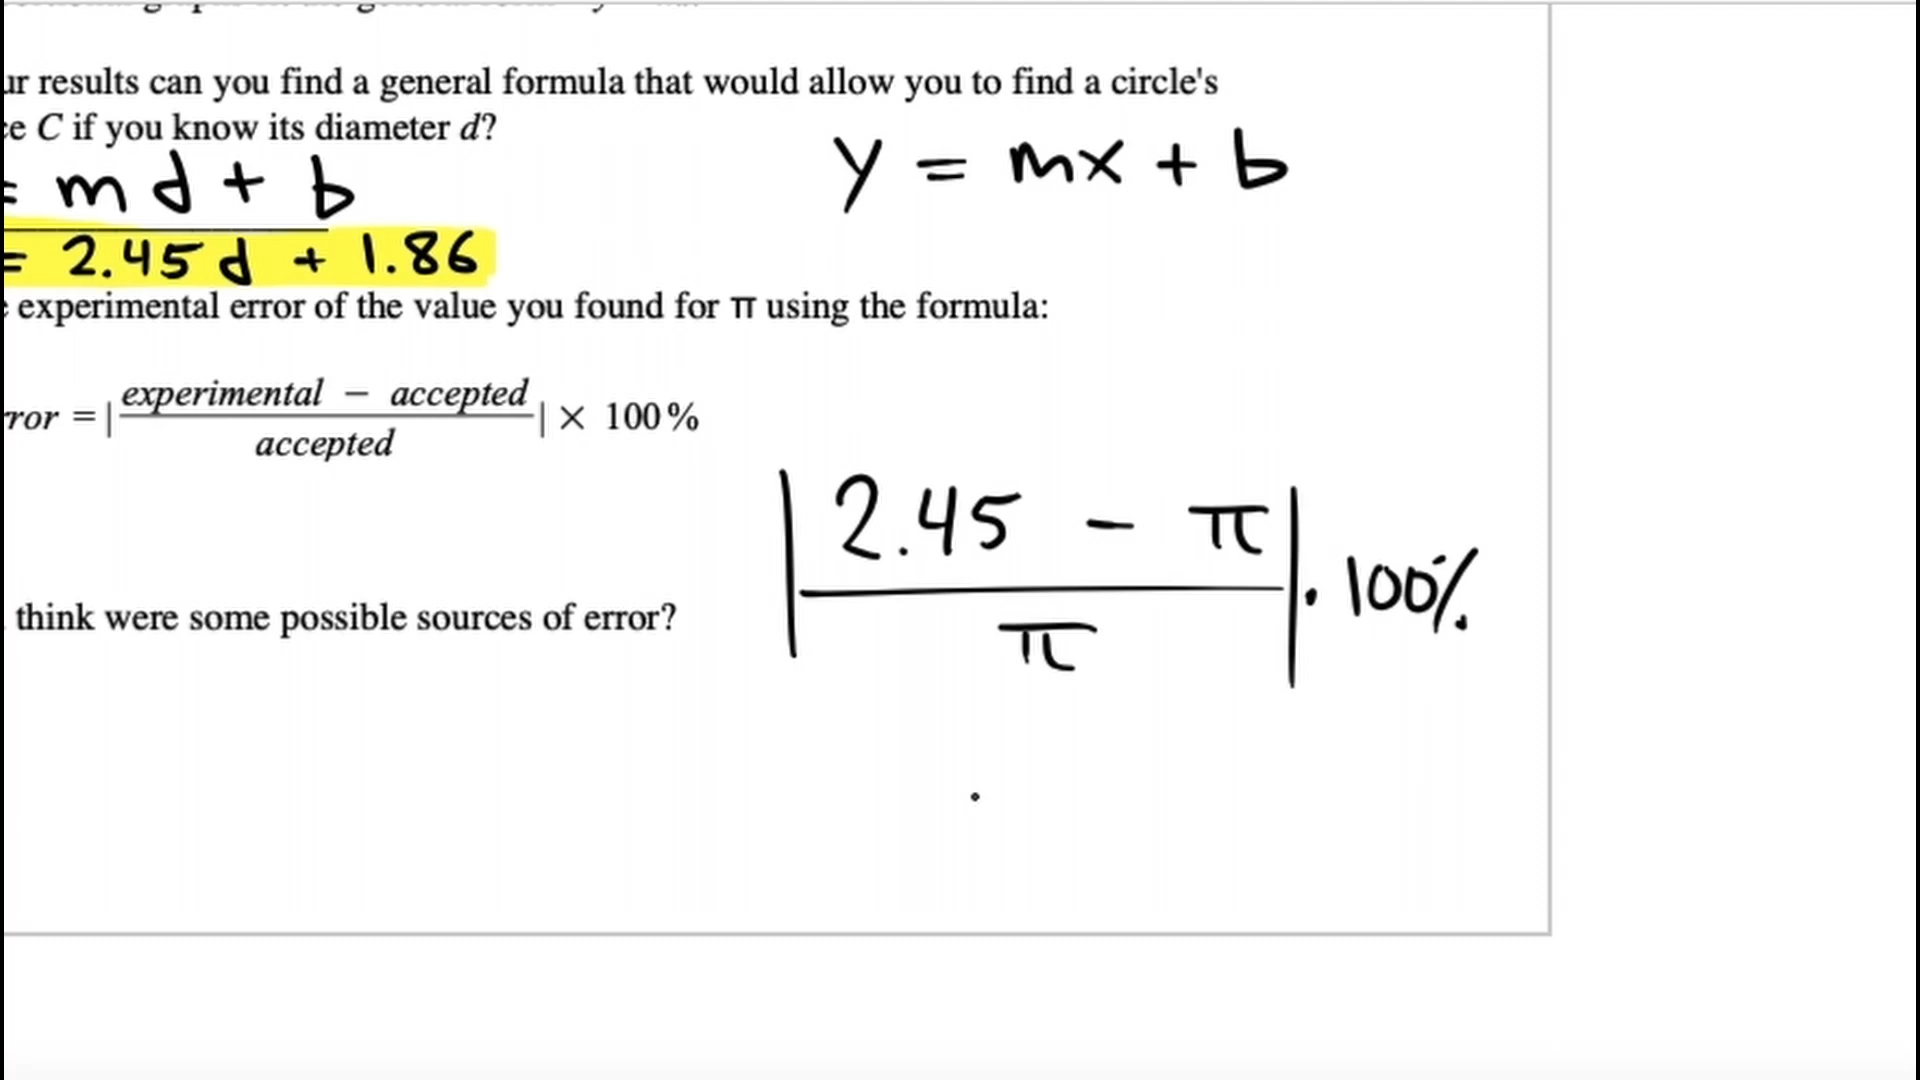 ur results can you find a general formula that would allow you to find a circle's
e C if you know its diameter d?
= md + b
y = mx + b
= 2.45d + 1.86
experimental error of the value you found for π using the formula:
ror = | experimental − accepted / accepted | × 100%
| 2.45 − π / π | · 100%
think were some possible sources of error?